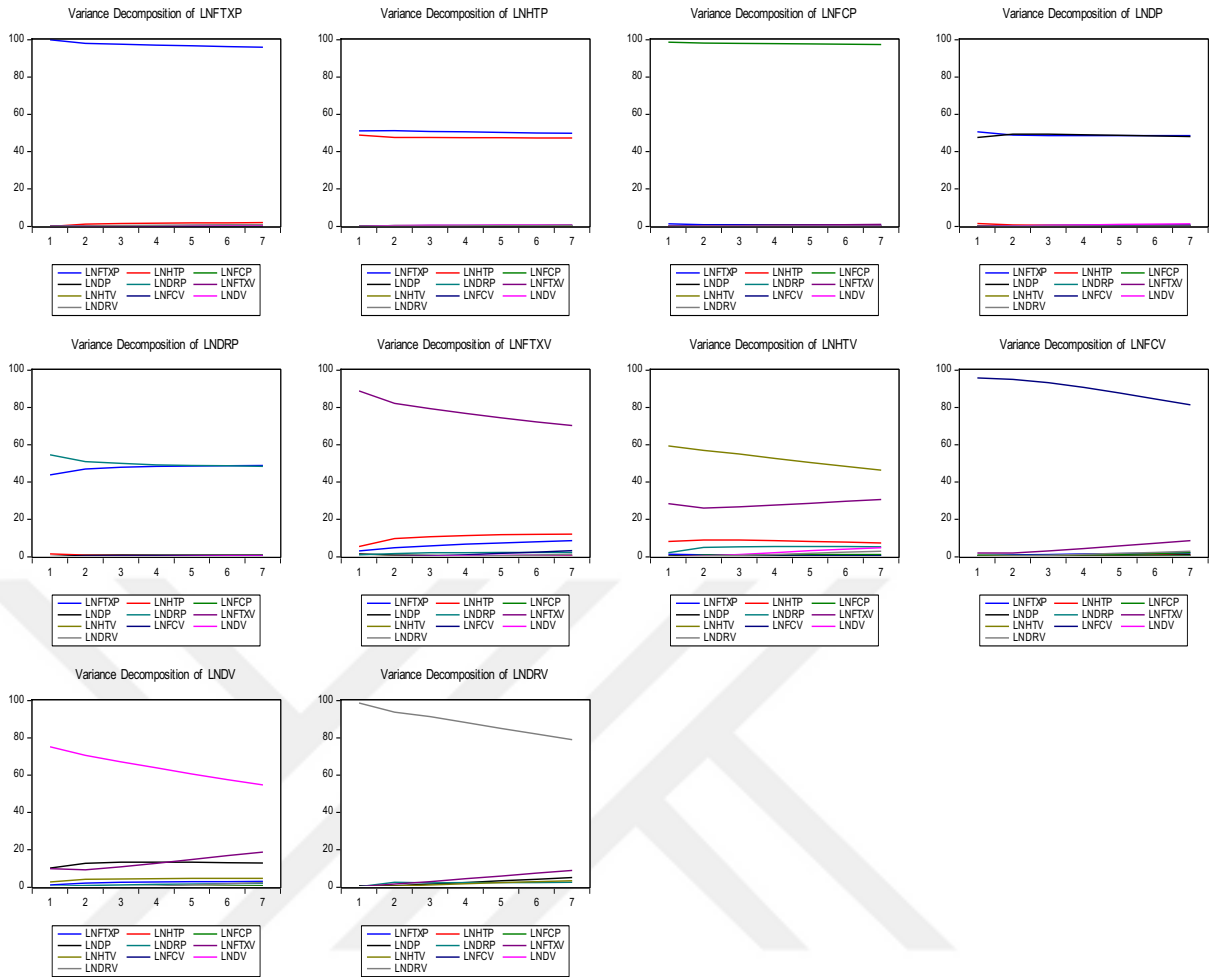 Variance Decomposition of LNFTXP
100
80
60
40
20
0
1 2 3 4 5 6 7
LNFTXP LNHTP LNFCP
LNDP LNDRP LNFTXV
LNHTV LNFCV LNDV
LNDRV
Variance Decomposition of LNHTP
100
80
60
40
20
0
1 2 3 4 5 6 7
LNFTXP LNHTP LNFCP
LNDP LNDRP LNFTXV
LNHTV LNFCV LNDV
LNDRV
Variance Decomposition of LNFCP
100
80
60
40
20
0
1 2 3 4 5 6 7
LNFTXP LNHTP LNFCP
LNDP LNDRP LNFTXV
LNHTV LNFCV LNDV
LNDRV
Variance Decomposition of LNDP
100
80
60
40
20
0
1 2 3 4 5 6 7
LNFTXP LNHTP LNFCP
LNDP LNDRP LNFTXV
LNHTV LNFCV LNDV
LNDRV
Variance Decomposition of LNDRP
100
80
60
40
20
0
1 2 3 4 5 6 7
LNFTXP LNHTP LNFCP
LNDP LNDRP LNFTXV
LNHTV LNFCV LNDV
LNDRV
Variance Decomposition of LNFTXV
100
80
60
40
20
0
1 2 3 4 5 6 7
LNFTXP LNHTP LNFCP
LNDP LNDRP LNFTXV
LNHTV LNFCV LNDV
LNDRV
Variance Decomposition of LNHTV
100
80
60
40
20
0
1 2 3 4 5 6 7
LNFTXP LNHTP LNFCP
LNDP LNDRP LNFTXV
LNHTV LNFCV LNDV
LNDRV
Variance Decomposition of LNFCV
100
80
60
40
20
0
1 2 3 4 5 6 7
LNFTXP LNHTP LNFCP
LNDP LNDRP LNFTXV
LNHTV LNFCV LNDV
LNDRV
Variance Decomposition of LNDV
100
80
60
40
20
0
1 2 3 4 5 6 7
LNFTXP LNHTP LNFCP
LNDP LNDRP LNFTXV
LNHTV LNFCV LNDV
LNDRV
Variance Decomposition of LNDRV
100
80
60
40
20
0
1 2 3 4 5 6 7
LNFTXP LNHTP LNFCP
LNDP LNDRP LNFTXV
LNHTV LNFCV LNDV
LNDRV